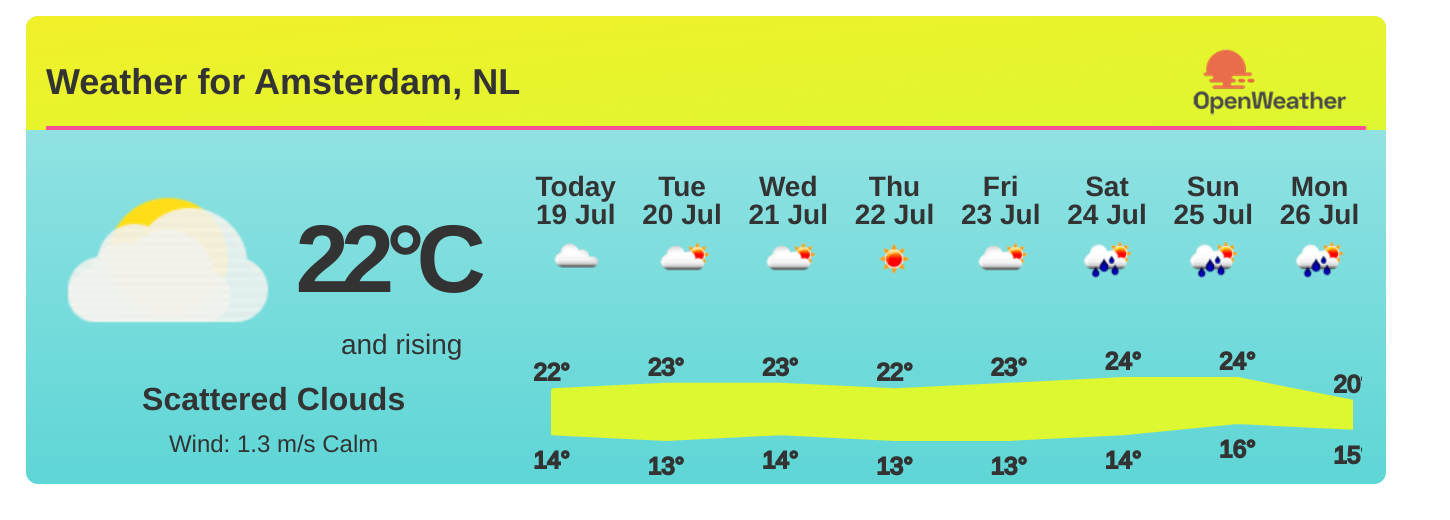 Weather for Amsterdam, NL
OpenWeather
22°C
and rising
Scattered Clouds
Wind: 1.3 m/s Calm
Today Tue Wed Thu Fri Sat Sun Mon
19 Jul 20 Jul 21 Jul 22 Jul 23 Jul 24 Jul 25 Jul 26 Jul
22° 23° 23° 22° 23° 24° 24° 20°
14° 13° 14° 13° 13° 14° 16° 15°